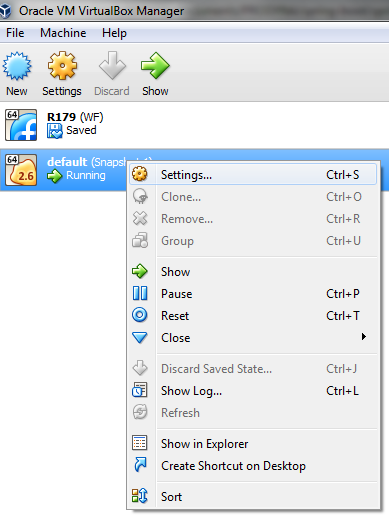 Oracle VM VirtualBox Manager
File Machine Help
New Settings Discard Show
64 R179 (WF)
Saved
64 default (Snapsh
2.6 Running
Settings... Ctrl+S
Clone... Ctrl+O
Remove... Ctrl+R
Group Ctrl+U
Show
Pause Ctrl+P
Reset Ctrl+T
Close
Discard Saved State... Ctrl+J
Show Log... Ctrl+L
Refresh
Show in Explorer
Create Shortcut on Desktop
Sort